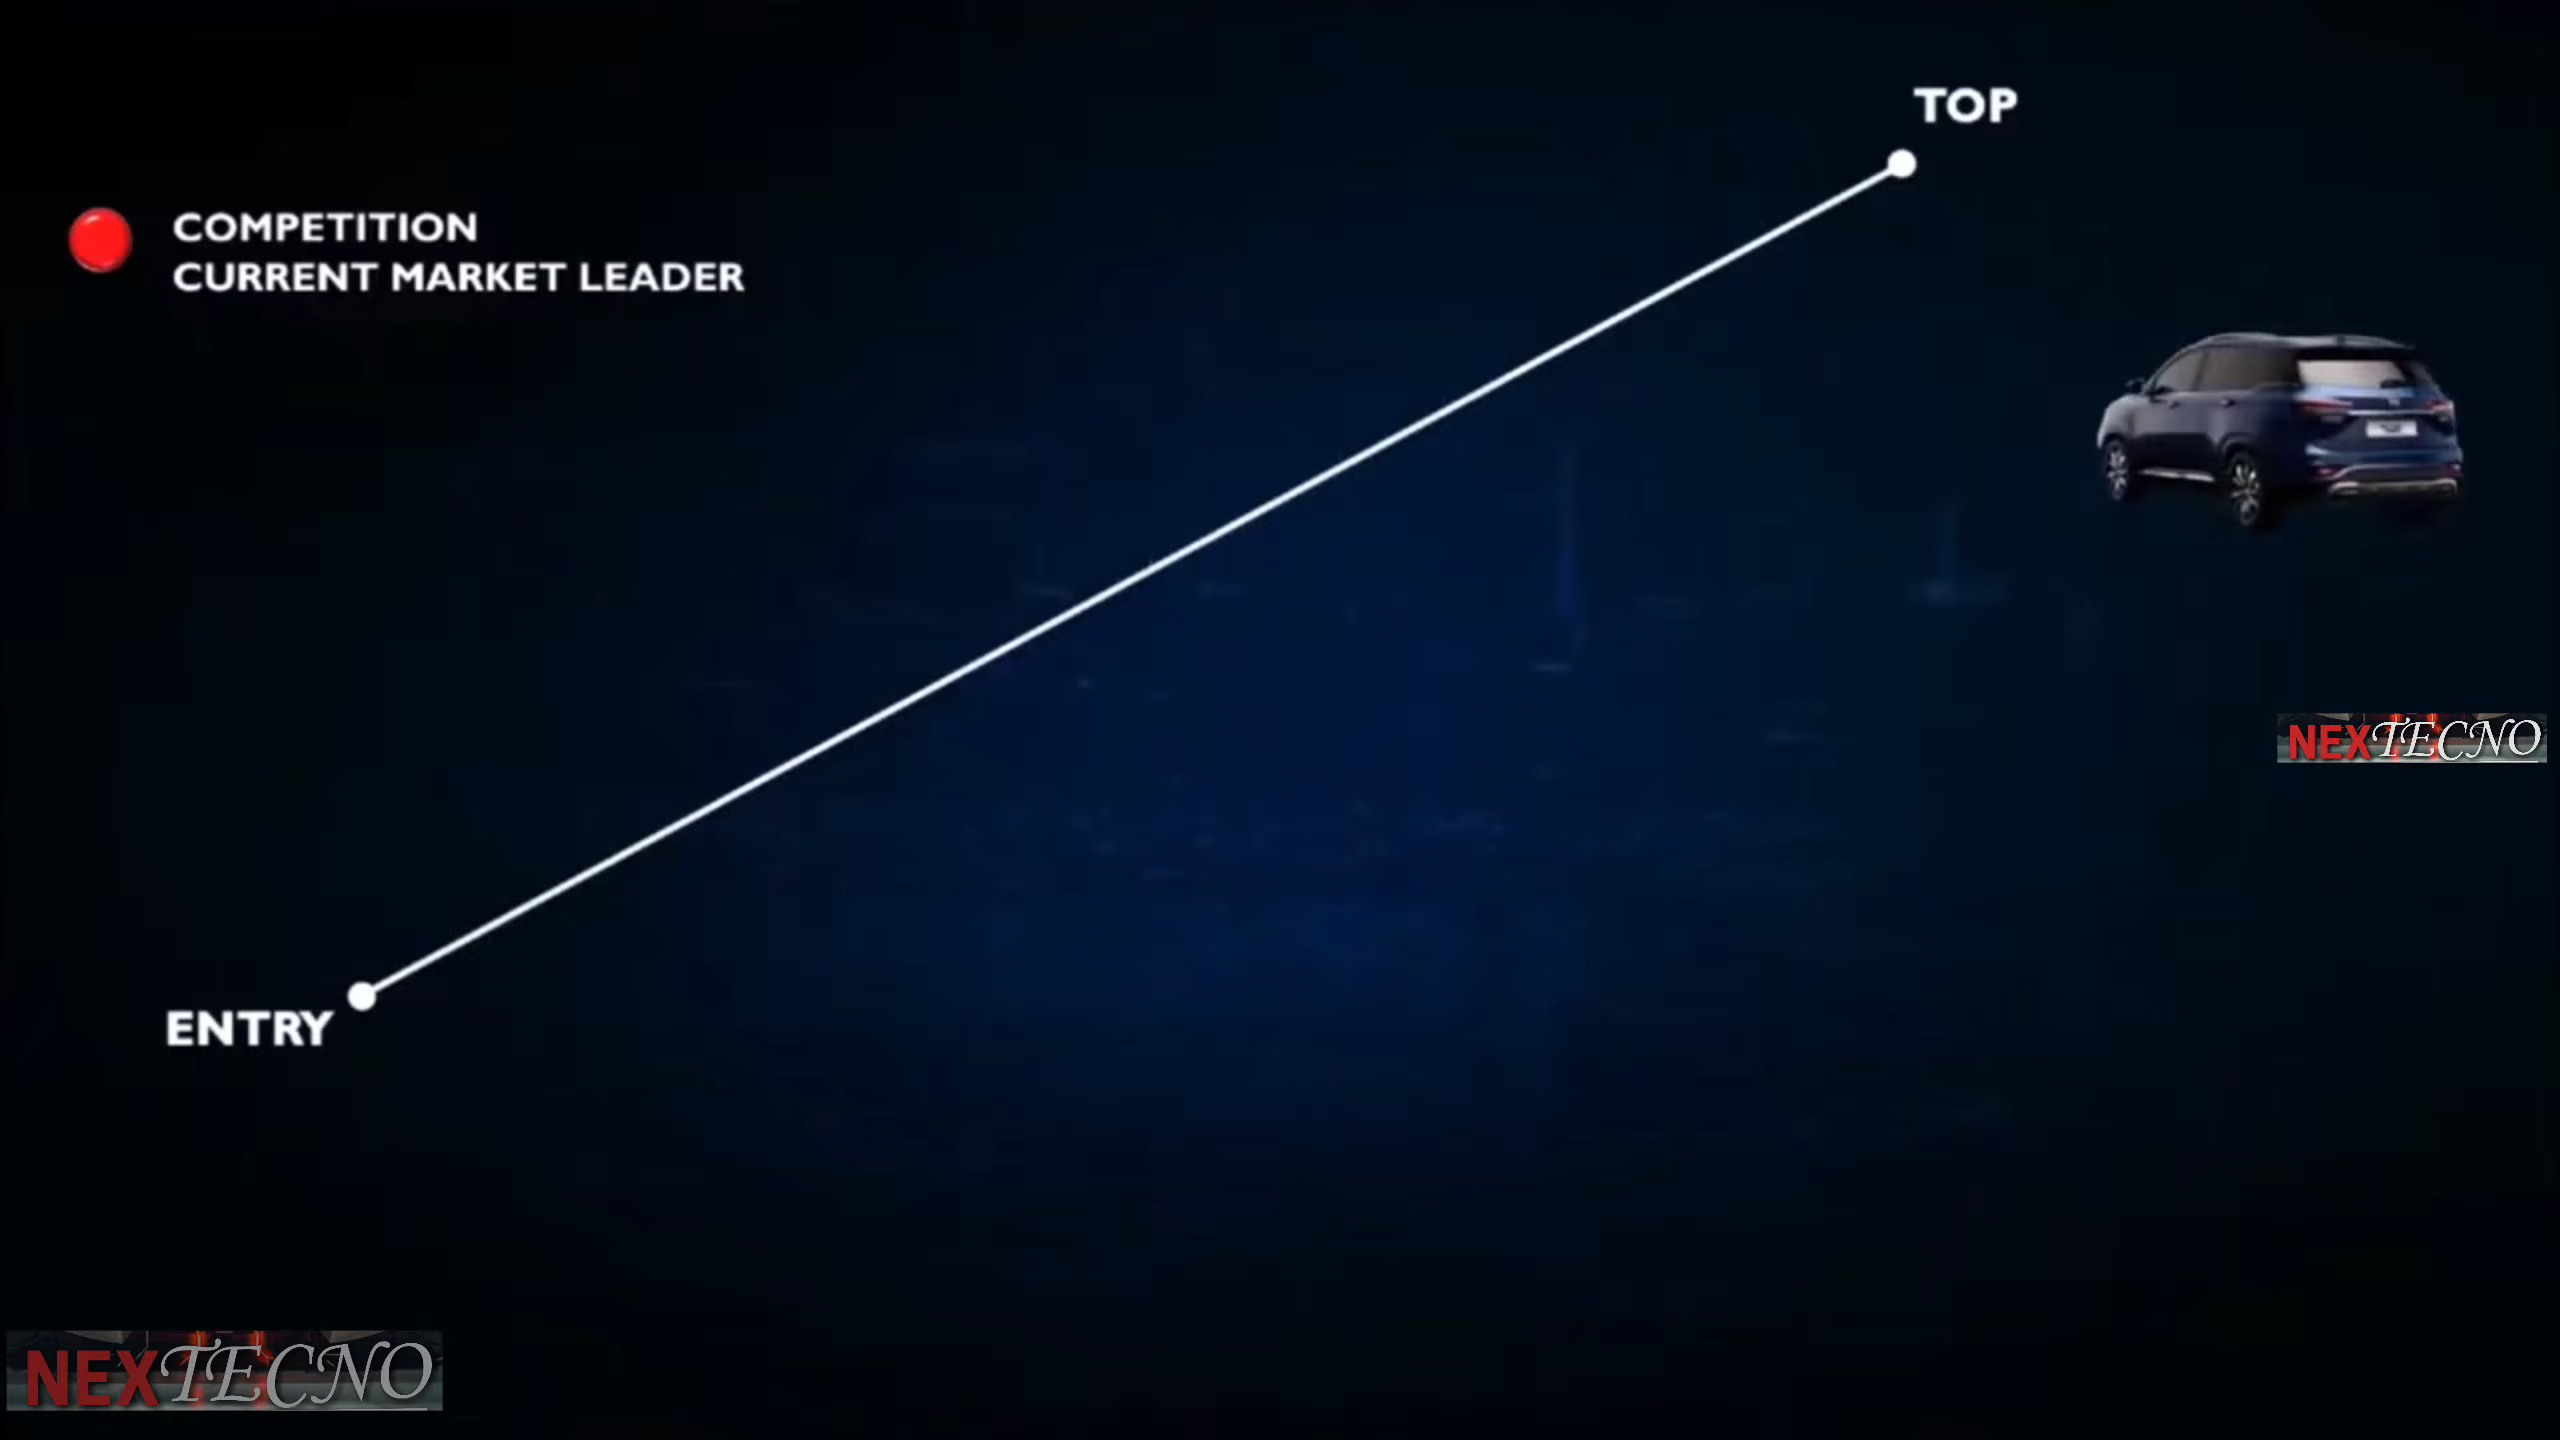 TOP
COMPETITION
CURRENT MARKET LEADER
NEXTECNO
ENTRY
NEXTECNO